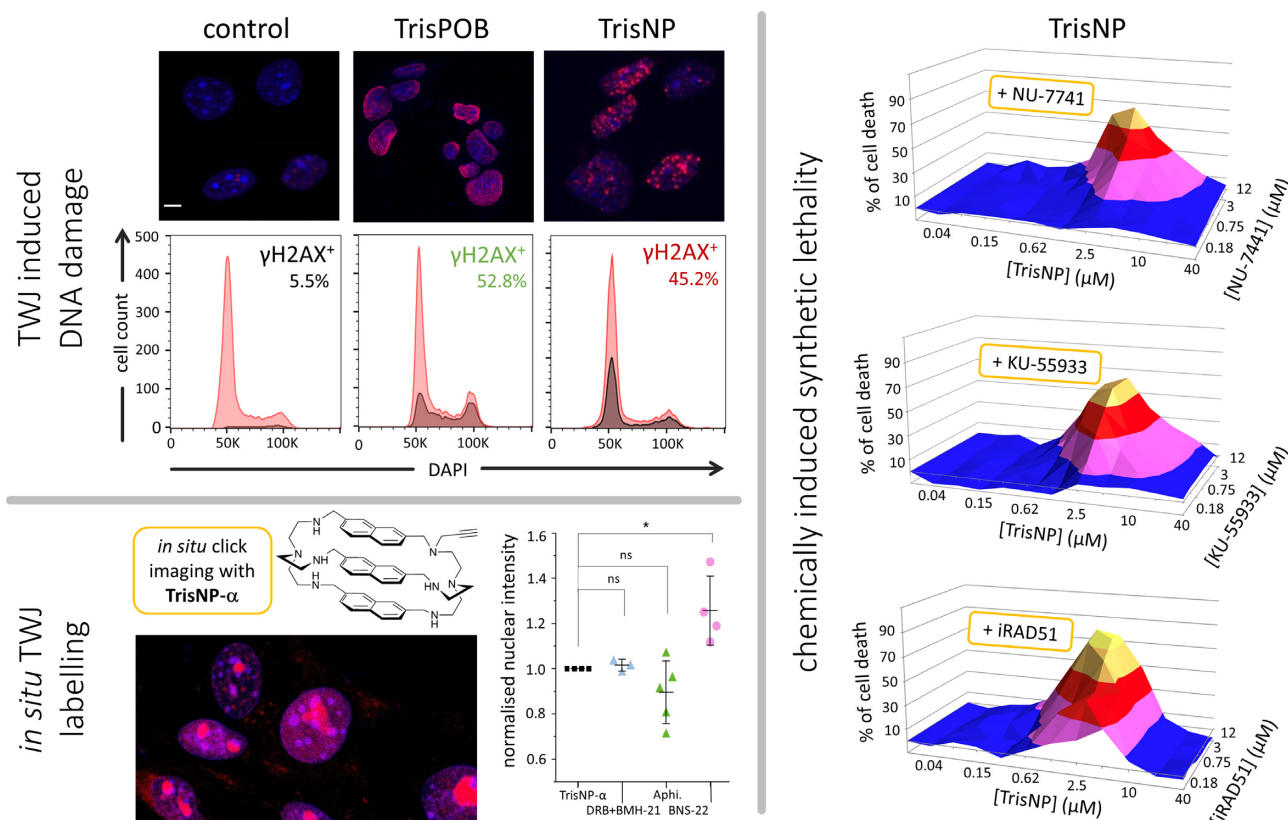 control
TrisPOB
TrisNP
TWJ induced
DNA damage
cell count
500
400
300
200
100
0
γH2AX⁺
5.5%
γH2AX⁺
52.8%
γH2AX⁺
45.2%
0 50K 100K
0 50K 100K
0 50K 100K
DAPI
in situ TWJ
labelling
in situ click
imaging with
TrisNP-α
NH
N
N
NH
H
N
HN
N
NH
NH
normalised nuclear intensity
1.6
1.4
1.2
1.0
0.8
0.6
*
ns
ns
TrisNP-α
Aphi.
DRB+BMH-21
BNS-22
chemically induced synthetic lethality
TrisNP
+ NU-7741
% of cell death
90
70
50
30
10
0.04 0.15 0.62 2.5 10 40
[TrisNP] (μM)
12
3
0.75
0.18
[NU-7441] (μM)
+ KU-55933
% of cell death
90
70
50
30
10
0.04 0.15 0.62 2.5 10 40
[TrisNP] (μM)
12
3
0.75
0.18
[KU-55933] (μM)
+ iRAD51
% of cell death
90
70
50
30
10
0.04 0.15 0.62 2.5 10 40
[TrisNP] (μM)
12
3
0.75
0.18
[iRAD51] (μM)